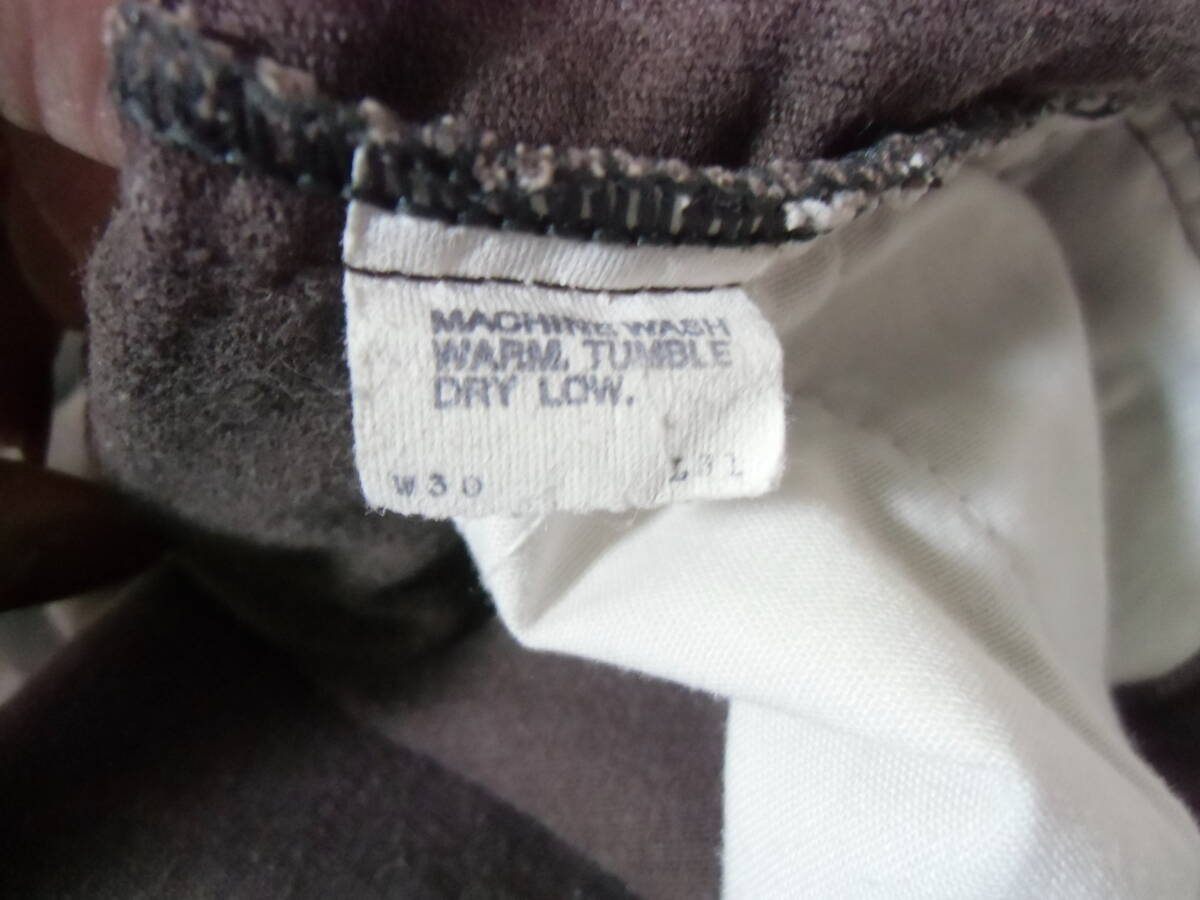 MACHINE WASH
WARM. TUMBLE
DRY LOW.
W30 L31